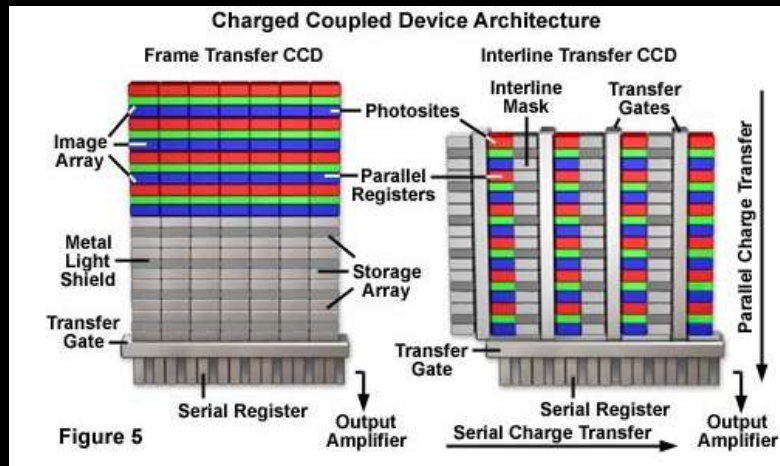 Charged Coupled Device Architecture
Frame Transfer CCD
Interline Transfer CCD
Image
Array
Metal
Light
Shield
Transfer
Gate
Photosites
Parallel
Registers
Storage
Array
Serial Register
Output
Amplifier
Figure 5
Interline
Mask
Transfer
Gates
Transfer
Gate
Serial Register
Serial Charge Transfer
Output
Amplifier
Parallel Charge Transfer